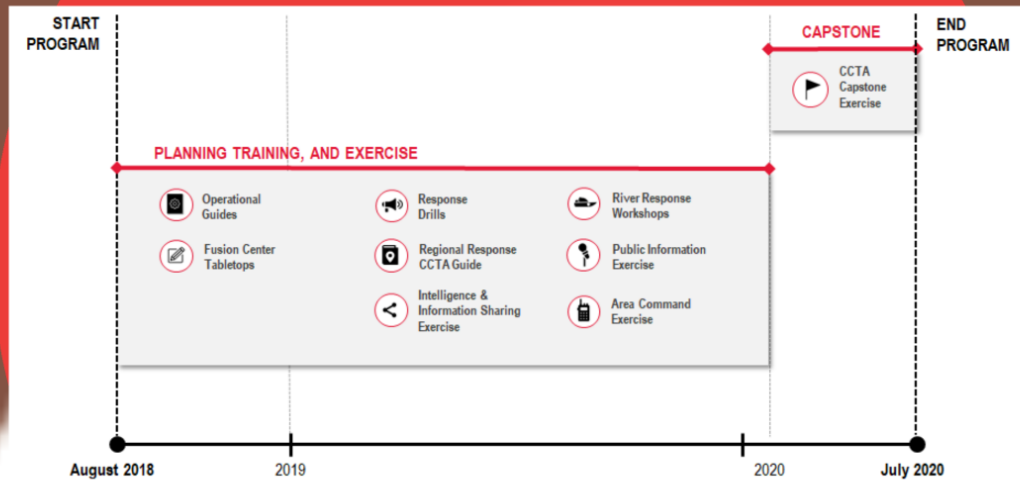 START
PROGRAM
CAPSTONE
END
PROGRAM
CCTA
Capstone
Exercise
PLANNING TRAINING, AND EXERCISE
Operational
Guides
Response
Drills
River Response
Workshops
Fusion Center
Tabletops
Regional Response
CCTA Guide
Public Information
Exercise
Intelligence &
Information Sharing
Exercise
Area Command
Exercise
August 2018
2019
2020
July 2020